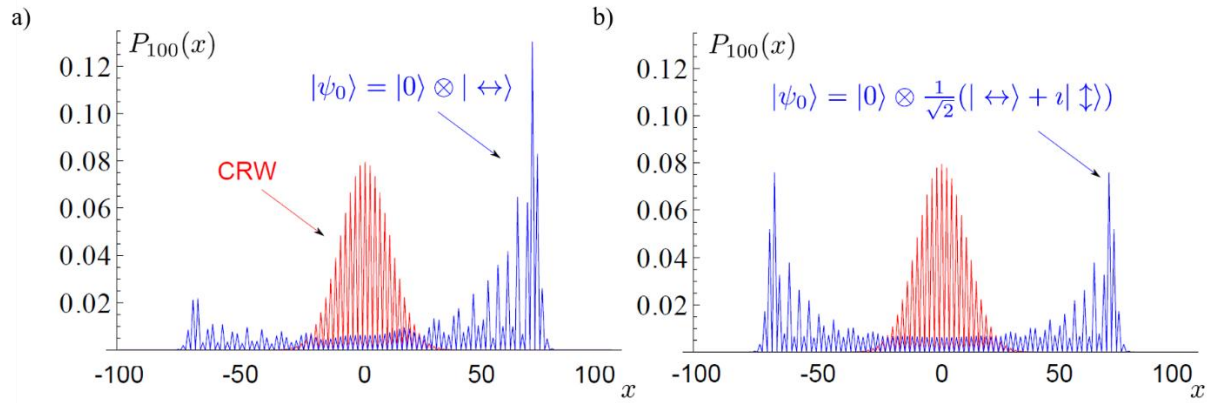 a)
P₁₀₀(x)
0.12
|ψ₀⟩ = |0⟩ ⊗ | ↔⟩
0.10
0.08
CRW
0.06
0.04
0.02
-100 -50 0 50 100
x
b)
P₁₀₀(x)
0.12
|ψ₀⟩ = |0⟩ ⊗ 1/√2(| ↔⟩ + ı| ↕⟩)
0.10
0.08
0.06
0.04
0.02
-100 -50 0 50 100
x